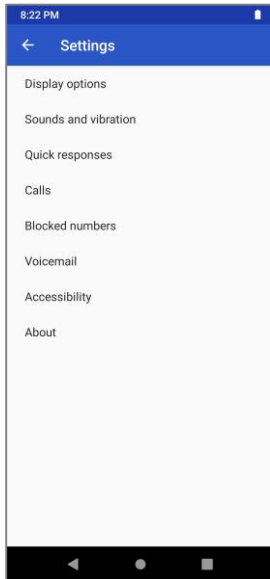 8:22 PM
Settings
Display options
Sounds and vibration
Quick responses
Calls
Blocked numbers
Voicemail
Accessibility
About